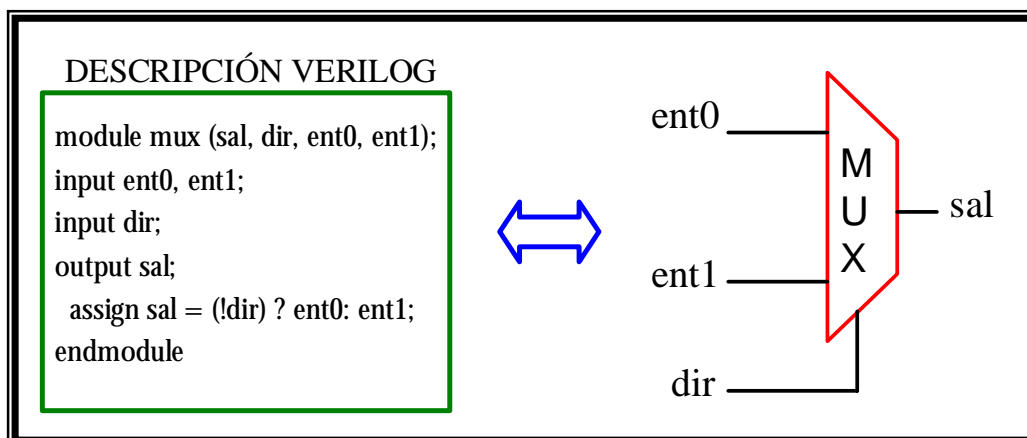 DESCRIPCIÓN VERILOG
module mux (sal, dir, ent0, ent1);
input ent0, ent1;
input dir;
output sal;
assign sal = (!dir) ? ent0: ent1;
endmodule
ent0
ent1
dir
M
U
X
sal